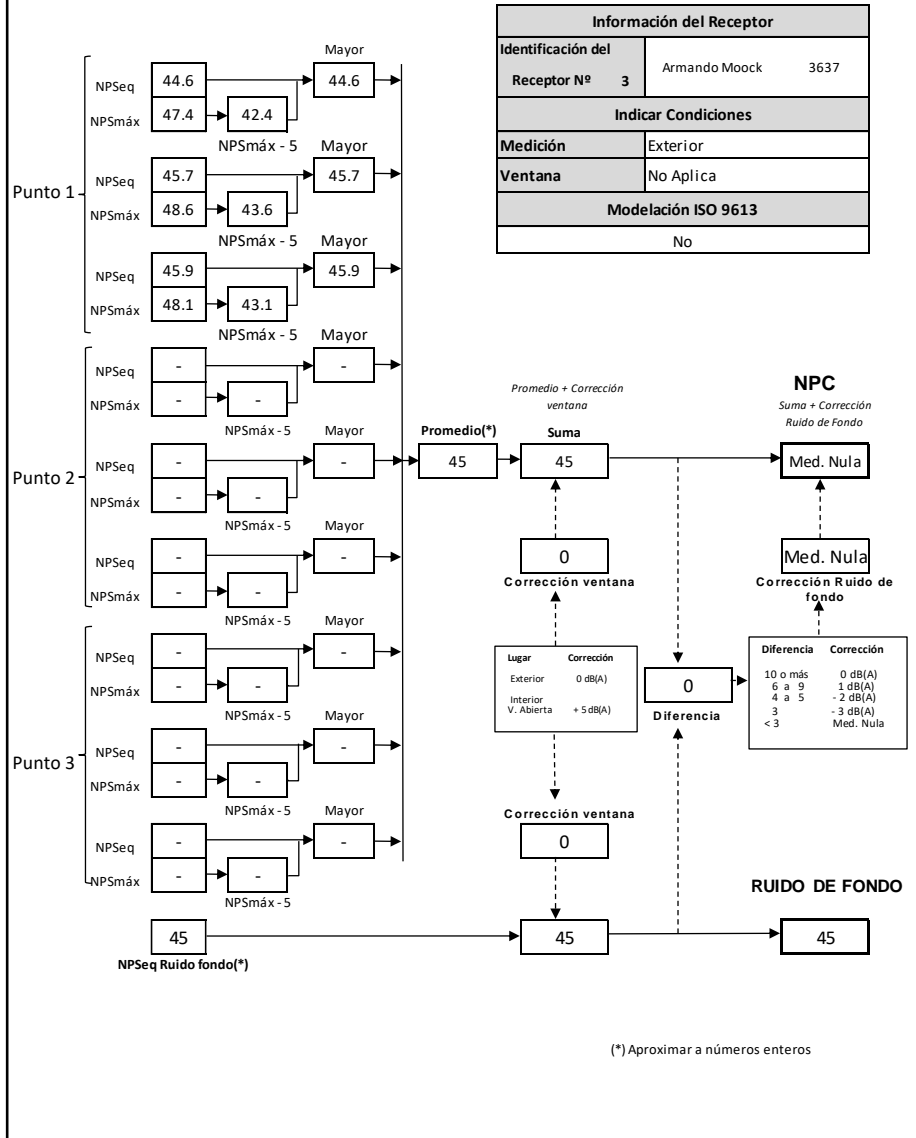 Información del Receptor
Identificación del
Receptor Nº 3
Armando Moock 3637
Indicar Condiciones
Medición Exterior
Ventana No Aplica
Modelación ISO 9613
No
Punto 1
Mayor
NPSeq 44.6 44.6
NPSmáx 47.4 42.4
NPSmáx - 5 Mayor
NPSeq 45.7 45.7
NPSmáx 48.6 43.6
NPSmáx - 5 Mayor
NPSeq 45.9 45.9
NPSmáx 48.1 43.1
NPSmáx - 5 Mayor
Punto 2
NPSeq - -
NPSmáx - -
NPSmáx - 5 Mayor
NPSeq - -
NPSmáx - -
NPSmáx - 5 Mayor
NPSeq - -
NPSmáx - -
NPSmáx - 5 Mayor
Punto 3
NPSeq - -
NPSmáx - -
NPSmáx - 5 Mayor
NPSeq - -
NPSmáx - -
NPSmáx - 5 Mayor
NPSeq - -
NPSmáx - -
NPSmáx - 5
Promedio(*)
45
Promedio + Corrección
ventana
Suma
45
0
Corrección ventana
Lugar Corrección
Exterior 0 dB(A)
Interior
V. Abierta + 5 dB(A)
Corrección ventana
0
NPC
Suma + Corrección
Ruido de Fondo
Med. Nula
Med. Nula
Corrección Ruido de
fondo
Diferencia Corrección
10 o más 0 dB(A)
6 a 9 1 dB(A)
4 a 5 - 2 dB(A)
3 - 3 dB(A)
< 3 Med. Nula
0
Diferencia
RUIDO DE FONDO
45 45 45
NPSeq Ruido fondo(*)
(*) Aproximar a números enteros